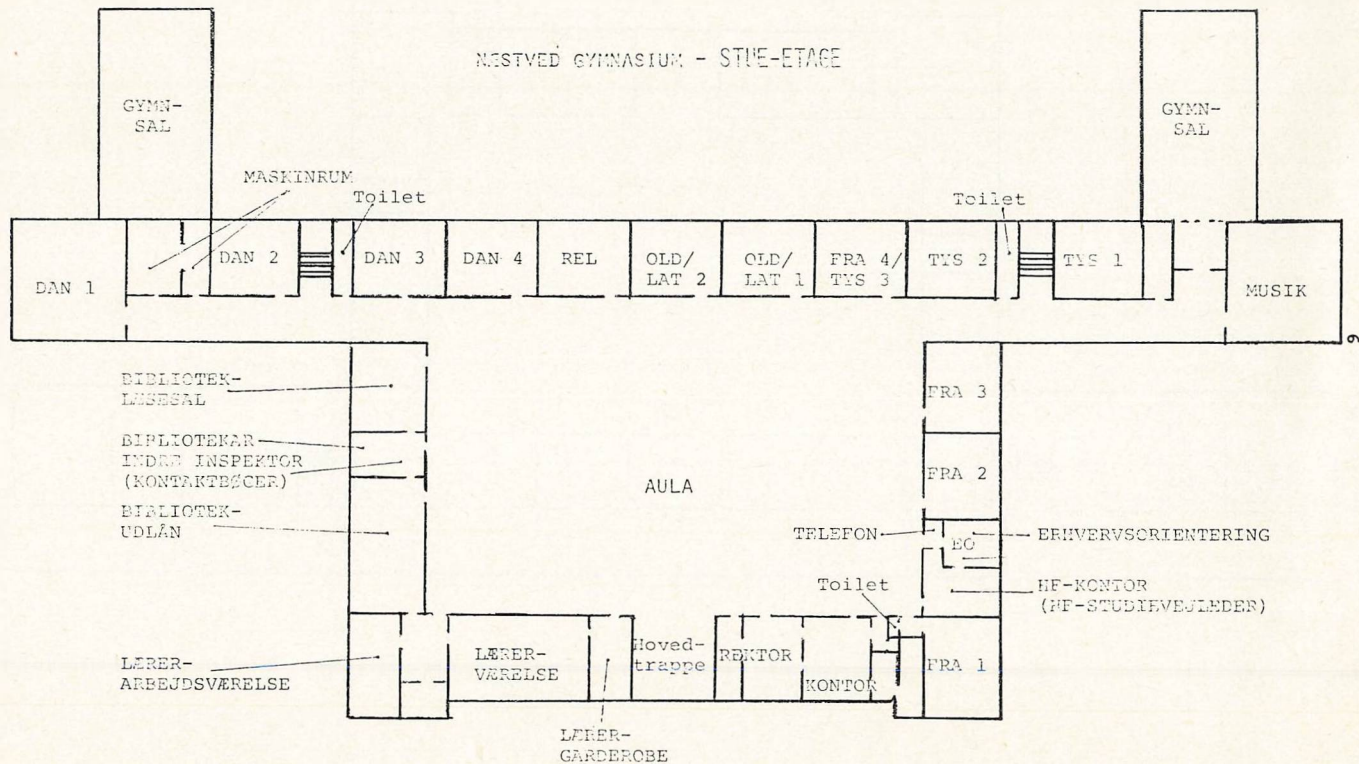 NÆSTVED GYMNASIUM - STUE-ETAGE
GYMN-
SAL
GYMN-
SAL
MASKINRUM
Toilet
Toilet
DAN 1
DAN 2
DAN 3
DAN 4
REL
OLD/
LAT 2
OLD/
LAT 1
FRA 4/
TYS 3
TYS 2
TYS 1
MUSIK
9
BIBLIOTEK-
LÆSESAL
FRA 3
BIBLIOTEKAR
INDRE INSPEKTOR
(KONTAKTBØGER)
FRA 2
AULA
BIBLIOTEK-
UDLÅN
TELEFON
EO
ERHVERVSORIENTERING
Toilet
HF-KONTOR
(HF-STUDIEVEJLEDER)
LÆRER-
ARBEJDSVÆRELSE
LÆRER-
VÆRELSE
Hoved-
trappe
REKTOR
KONTOR
FRA 1
LÆRER-
GARDEROBE